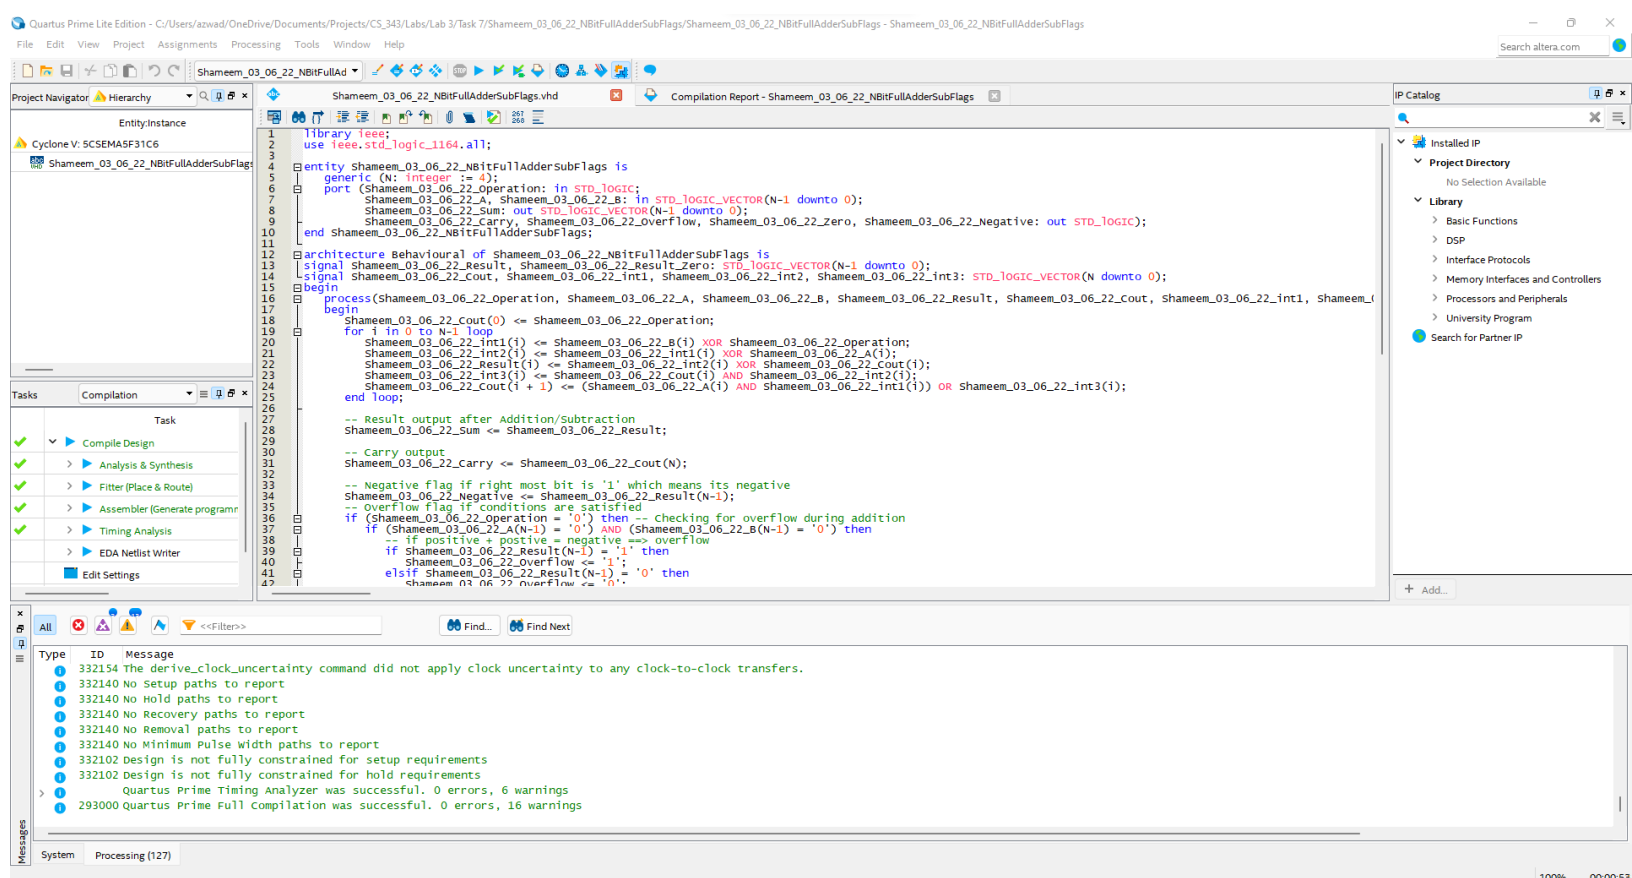 Quartus Prime Lite Edition - C:/Users/azwad/OneDrive/Documents/Projects/CS_343/Labs/Lab 3/Task 7/Shameem_03_06_22_NBitFullAdderSubFlags/Shameem_03_06_22_NBitFullAdderSubFlags - Shameem_03_06_22_NBitFullAdderSubFlags
File Edit View Project Assignments Processing Tools Window Help
Search altera.com
Shameem_03_06_22_NBitFullAd
Project Navigator Hierarchy
Entity:Instance
Cyclone V: 5CSEMA5F31C6
Shameem_03_06_22_NBitFullAdderSubFlags
Tasks Compilation
Task
Compile Design
Analysis & Synthesis
Fitter (Place & Route)
Assembler (Generate programm
Timing Analysis
EDA Netlist Writer
Edit Settings
Shameem_03_06_22_NBitFullAdderSubFlags.vhd
Compilation Report - Shameem_03_06_22_NBitFullAdderSubFlags
267
268
1 library ieee;
2 use ieee.std_logic_1164.all;
3
4 entity Shameem_03_06_22_NBitFullAdderSubFlags is
5 generic (N: integer := 4);
6 port (Shameem_03_06_22_Operation: in STD_lOGIC;
7 Shameem_03_06_22_A, Shameem_03_06_22_B: in STD_lOGIC_VECTOR(N-1 downto 0);
8 Shameem_03_06_22_Sum: out STD_lOGIC_VECTOR(N-1 downto 0);
9 Shameem_03_06_22_Carry, Shameem_03_06_22_Overflow, Shameem_03_06_22_Zero, Shameem_03_06_22_Negative: out STD_lOGIC);
10 end Shameem_03_06_22_NBitFullAdderSubFlags;
11
12 architecture Behavioural of Shameem_03_06_22_NBitFullAdderSubFlags is
13 signal Shameem_03_06_22_Result, Shameem_03_06_22_Result_Zero: STD_lOGIC_VECTOR(N-1 downto 0);
14 signal Shameem_03_06_22_Cout, Shameem_03_06_22_int1, Shameem_03_06_22_int2, Shameem_03_06_22_int3: STD_lOGIC_VECTOR(N downto 0);
15 begin
16 process(Shameem_03_06_22_Operation, Shameem_03_06_22_A, Shameem_03_06_22_B, Shameem_03_06_22_Result, Shameem_03_06_22_Cout, Shameem_03_06_22_int1, Shameem_(
17 begin
18 Shameem_03_06_22_Cout(0) <= Shameem_03_06_22_Operation;
19 for i in 0 to N-1 loop
20 Shameem_03_06_22_int1(i) <= Shameem_03_06_22_B(i) XOR Shameem_03_06_22_Operation;
21 Shameem_03_06_22_int2(i) <= Shameem_03_06_22_int1(i) XOR Shameem_03_06_22_A(i);
22 Shameem_03_06_22_Result(i) <= Shameem_03_06_22_int2(i) XOR Shameem_03_06_22_Cout(i);
23 Shameem_03_06_22_int3(i) <= Shameem_03_06_22_Cout(i) AND Shameem_03_06_22_int2(i);
24 Shameem_03_06_22_Cout(i + 1) <= (Shameem_03_06_22_A(i) AND Shameem_03_06_22_int1(i)) OR Shameem_03_06_22_int3(i);
25 end loop;
26
27 -- Result output after Addition/Subtraction
28 Shameem_03_06_22_Sum <= Shameem_03_06_22_Result;
29
30 -- Carry output
31 Shameem_03_06_22_Carry <= Shameem_03_06_22_Cout(N);
32
33 -- Negative flag if right most bit is '1' which means its negative
34 Shameem_03_06_22_Negative <= Shameem_03_06_22_Result(N-1);
35 -- Overflow flag if conditions are satisfied
36 if (Shameem_03_06_22_Operation = '0') then -- Checking for overflow during addition
37 if (Shameem_03_06_22_A(N-1) = '0') AND (Shameem_03_06_22_B(N-1) = '0') then
38 -- if positive + postive = negative ==> overflow
39 if Shameem_03_06_22_Result(N-1) = '1' then
40 Shameem_03_06_22_Overflow <= '1';
41 elsif Shameem_03_06_22_Result(N-1) = '0' then
42 Shameem_03_06_22_Overflow <= '0';
IP Catalog
Installed IP
Project Directory
No Selection Available
Library
Basic Functions
DSP
Interface Protocols
Memory Interfaces and Controllers
Processors and Peripherals
University Program
Search for Partner IP
+ Add...
All <<Filter>> Find... Find Next
Type ID Message
332154 The derive_clock_uncertainty command did not apply clock uncertainty to any clock-to-clock transfers.
332140 No Setup paths to report
332140 No Hold paths to report
332140 No Recovery paths to report
332140 No Removal paths to report
332140 No Minimum Pulse Width paths to report
332102 Design is not fully constrained for setup requirements
332102 Design is not fully constrained for hold requirements
Quartus Prime Timing Analyzer was successful. 0 errors, 6 warnings
293000 Quartus Prime Full Compilation was successful. 0 errors, 16 warnings
Messages
System Processing (127)
100% 00:00:53